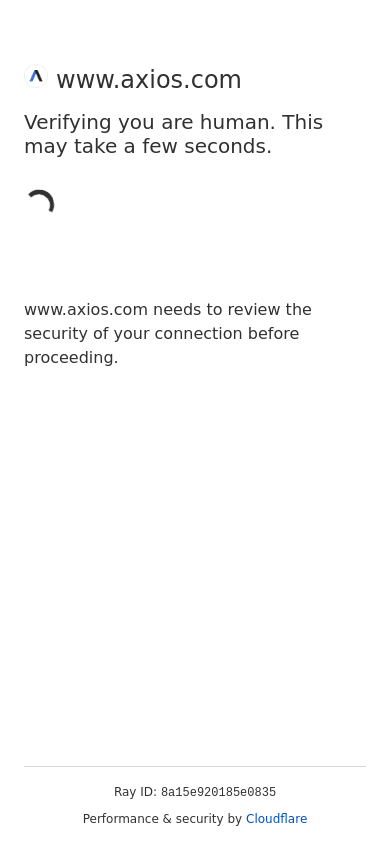 www.axios.com
Verifying you are human. This
may take a few seconds.
www.axios.com needs to review the
security of your connection before
proceeding.
Ray ID: 8a15e920185e0835
Performance & security by Cloudflare